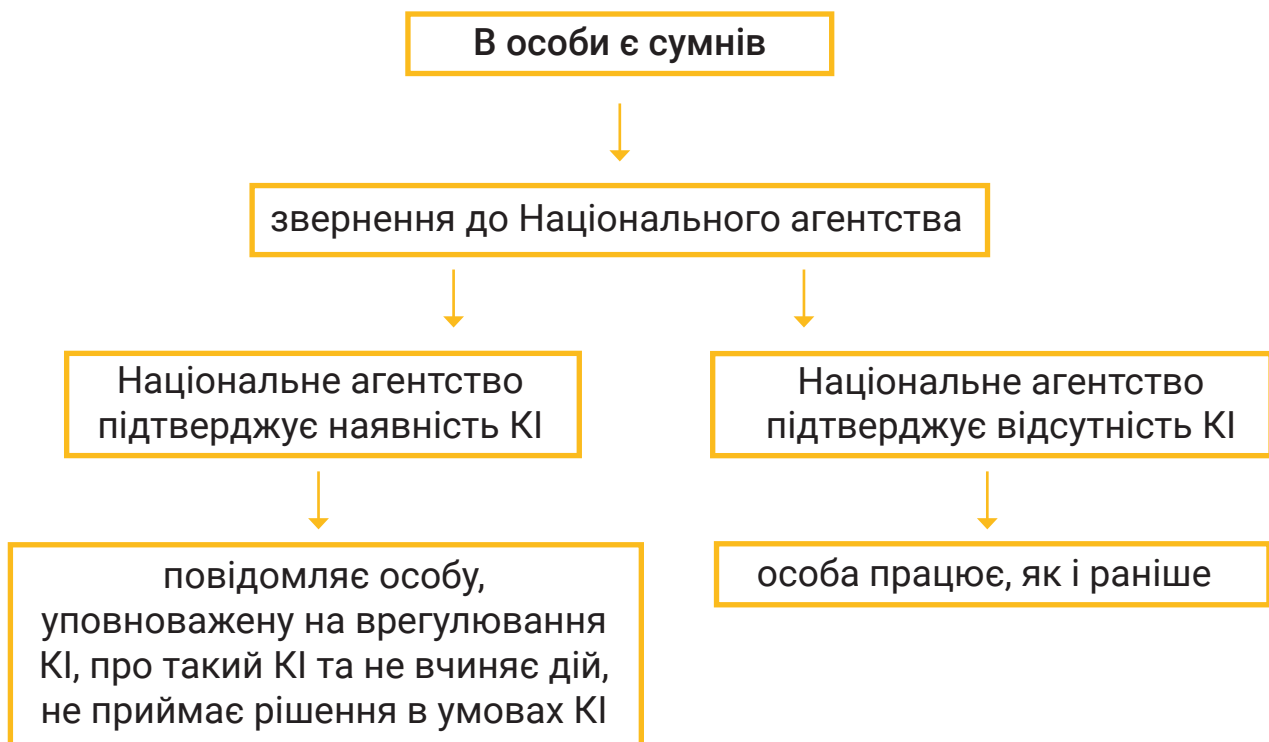 В особи є сумнів
звернення до Національного агентства
Національне агентство
підтверджує наявність КІ
Національне агентство
підтверджує відсутність КІ
повідомляє особу,
уповноважену на врегулювання
КІ, про такий КІ та не вчиняє дій,
не приймає рішення в умовах КІ
особа працює, як і раніше